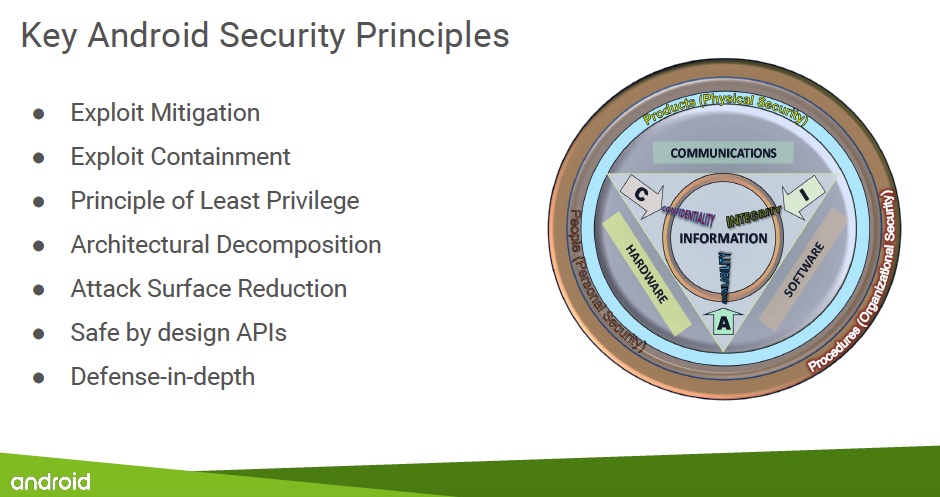 Key Android Security Principles
● Exploit Mitigation
● Exploit Containment
● Principle of Least Privilege
● Architectural Decomposition
● Attack Surface Reduction
● Safe by design APIs
● Defense-in-depth
Products (Physical Security)
COMMUNICATIONS
C
I
CONFIDENTIALITY
INTEGRITY
INFORMATION
HARDWARE
AVAILABILITY
SOFTWARE
A
People (Personal Security)
Procedures (Organizational Security)
android